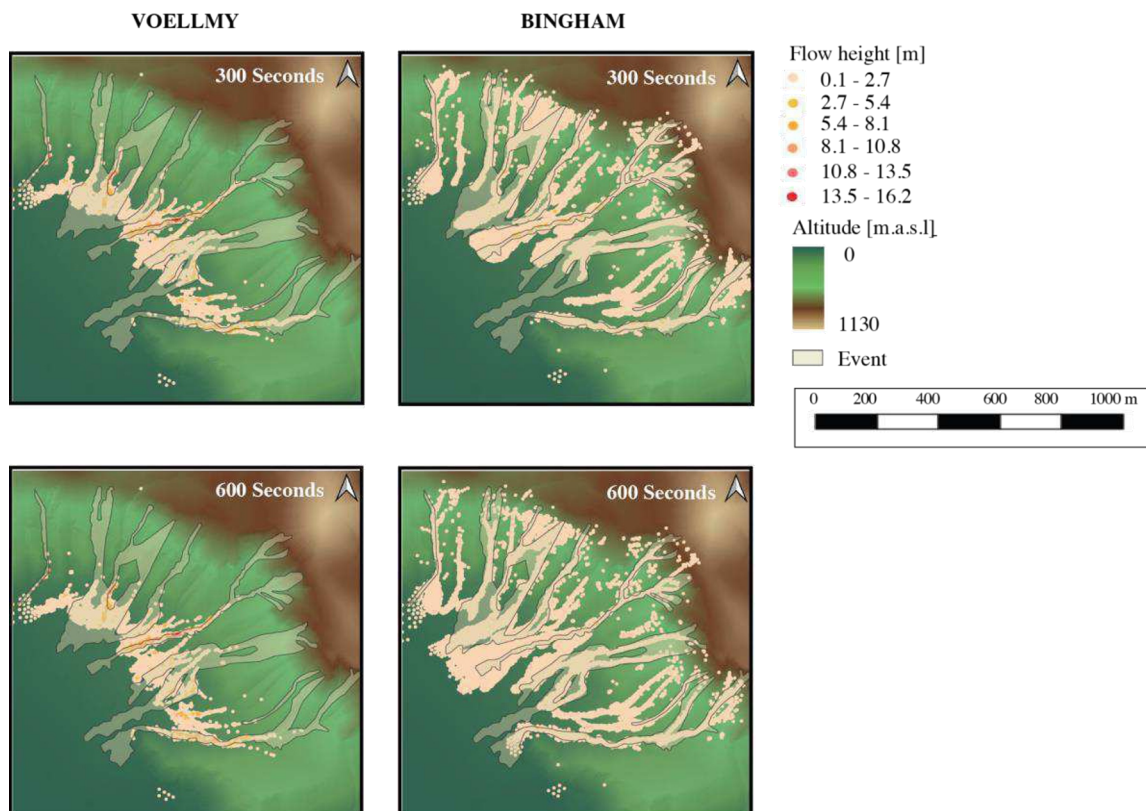 VOELLMY
BINGHAM
300 Seconds
300 Seconds
Flow height [m]
0.1 - 2.7
2.7 - 5.4
5.4 - 8.1
8.1 - 10.8
10.8 - 13.5
13.5 - 16.2
Altitude [m.a.s.l]
0
1130
Event
0 200 400 600 800 1000 m
600 Seconds
600 Seconds